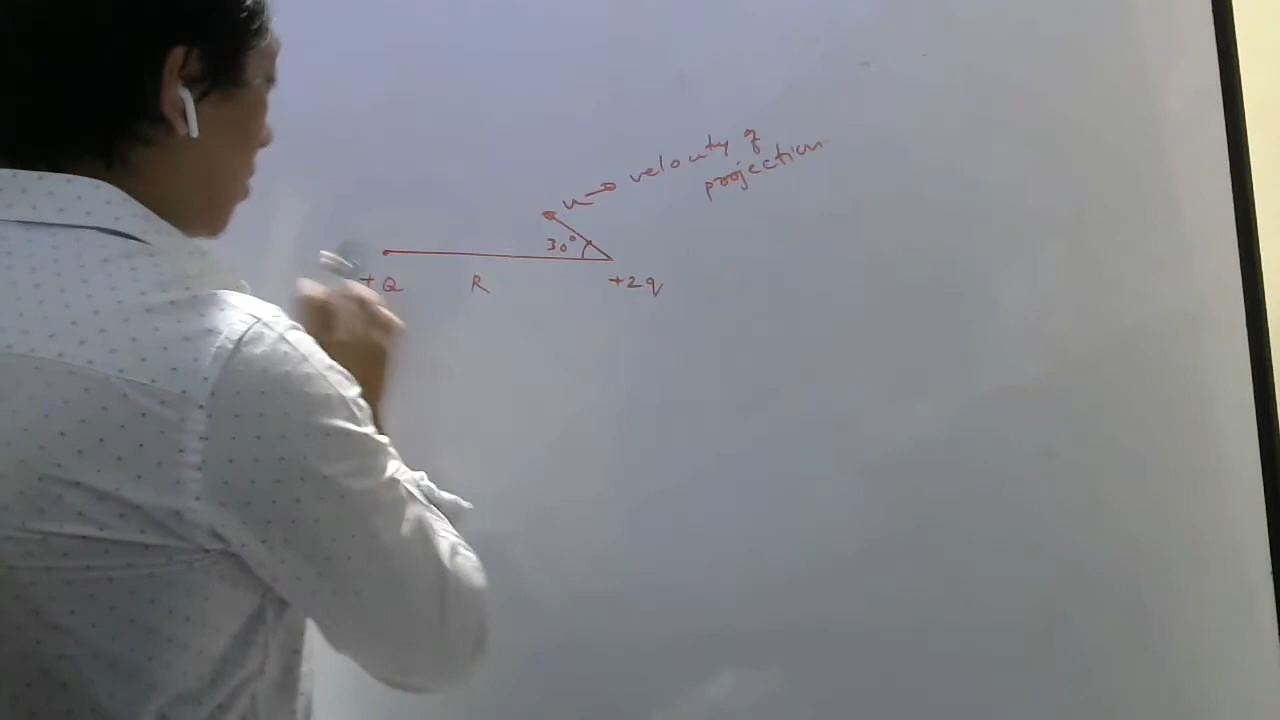 u → velocity of
projection
30°
+Q R +2q